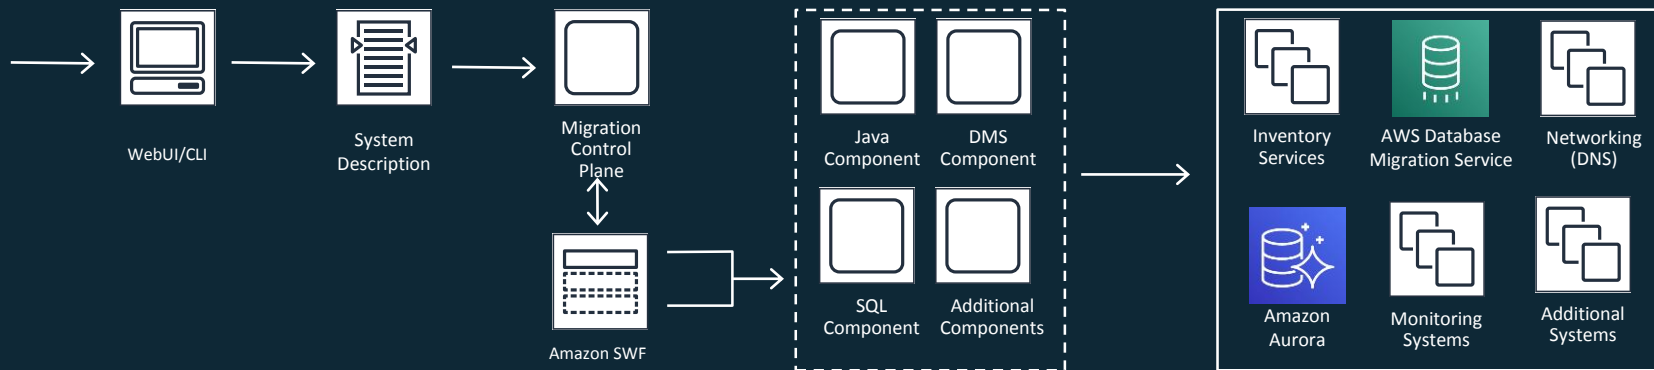 WebUI/CLI
System
Description
Migration
Control
Plane
Amazon SWF
Java
Component
DMS
Component
SQL
Component
Additional
Components
Inventory
Services
AWS Database
Migration Service
Networking
(DNS)
Amazon
Aurora
Monitoring
Systems
Additional
Systems